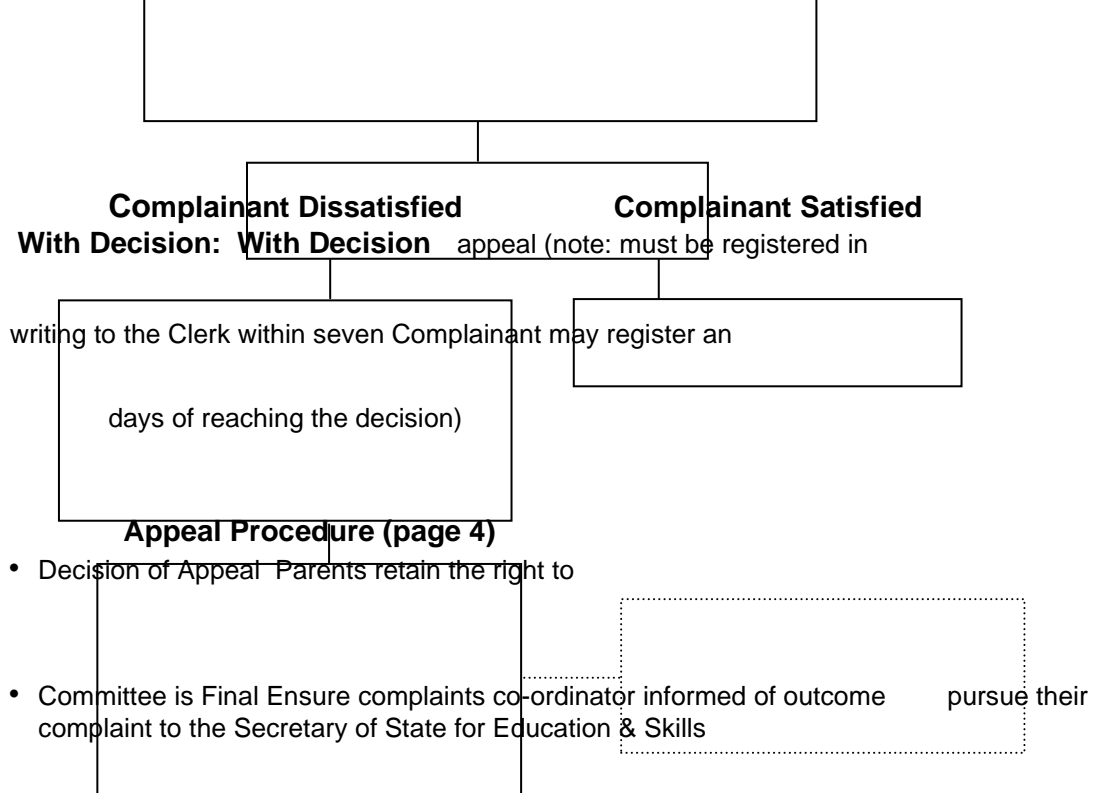 Complainant Dissatisfied Complainant Satisfied
With Decision: With Decision appeal (note: must be registered in
writing to the Clerk within seven Complainant may register an
days of reaching the decision)
Appeal Procedure (page 4)
• Decision of Appeal Parents retain the right to
• Committee is Final Ensure complaints co-ordinator informed of outcome pursue their
complaint to the Secretary of State for Education & Skills